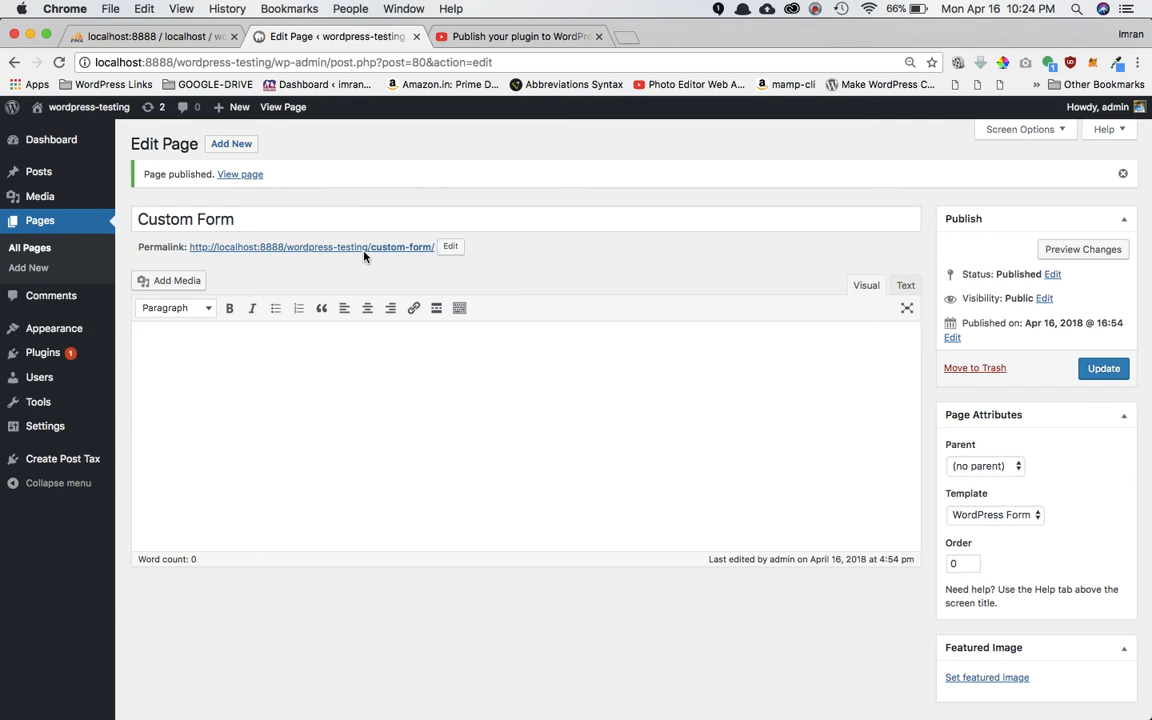 Chrome File Edit View History Bookmarks People Window Help 66% Mon Apr 16 10:24 PM
localhost:8888 / localhost / wo Edit Page ‹ wordpress-testing Publish your plugin to WordPre Imran
localhost:8888/wordpress-testing/wp-admin/post.php?post=80&action=edit
Apps WordPress Links GOOGLE-DRIVE Dashboard < imran... Amazon.in: Prime D... Abbreviations Syntax Photo Editor Web A... mamp-cli Make WordPress C... » Other Bookmarks
wordpress-testing 2 0 + New View Page Howdy, admin
Screen Options Help
Dashboard
Posts
Media
Pages
All Pages
Add New
Comments
Appearance
Plugins 1
Users
Tools
Settings
Create Post Tax
Collapse menu
Edit Page Add New
Page published. View page
Custom Form
Permalink: http://localhost:8888/wordpress-testing/custom-form/ Edit
Add Media
Visual Text
Paragraph
Word count: 0 Last edited by admin on April 16, 2018 at 4:54 pm
Publish
Preview Changes
Status: Published Edit
Visibility: Public Edit
Published on: Apr 16, 2018 @ 16:54
Edit
Move to Trash Update
Page Attributes
Parent
(no parent)
Template
WordPress Form
Order
0
Need help? Use the Help tab above the
screen title.
Featured Image
Set featured image